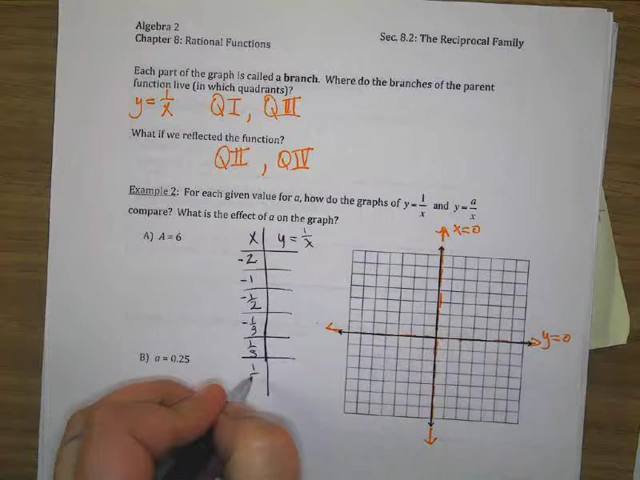 Algebra 2
Chapter 8: Rational Functions
Sec. 8.2: The Reciprocal Family
Each part of the graph is called a branch. Where do the branches of the parent
function live (in which quadrants)?
y = 1/x QI, QIII
What if we reflected the function?
QII, QIV
Example 2: For each given value for a, how do the graphs of y = 1/x and y = a/x
compare? What is the effect of a on the graph?
A) A = 6
x y = 1/x
-2
-1
-1/2
-1/3
1/3
1
B) a = 0.25
x=0
y=0